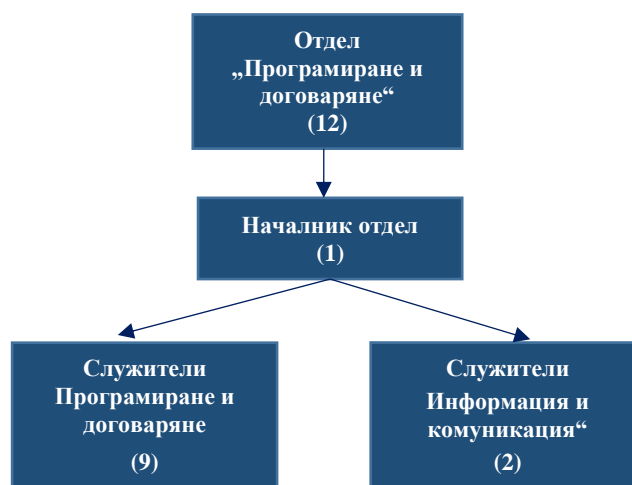 Отдел
„Програмиране и
договаряне“
(12)
Началник отдел
(1)
Служители
Програмиране и
договаряне
(9)
Служители
Информация и
комуникация“
(2)